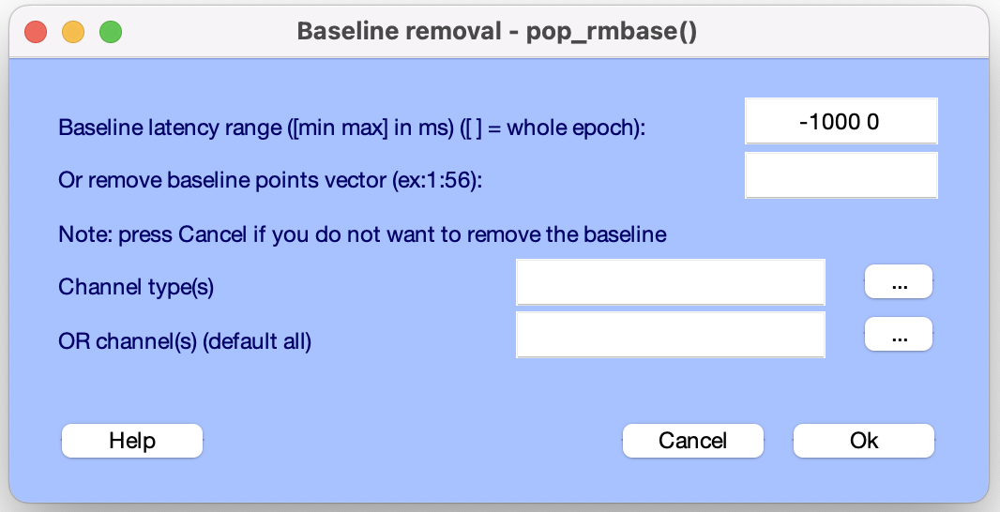 Baseline removal - pop_rmbase()
Baseline latency range ([min max] in ms) ([ ] = whole epoch): -1000 0
Or remove baseline points vector (ex:1:56):
Note: press Cancel if you do not want to remove the baseline
Channel type(s) ...
OR channel(s) (default all) ...
Help Cancel Ok